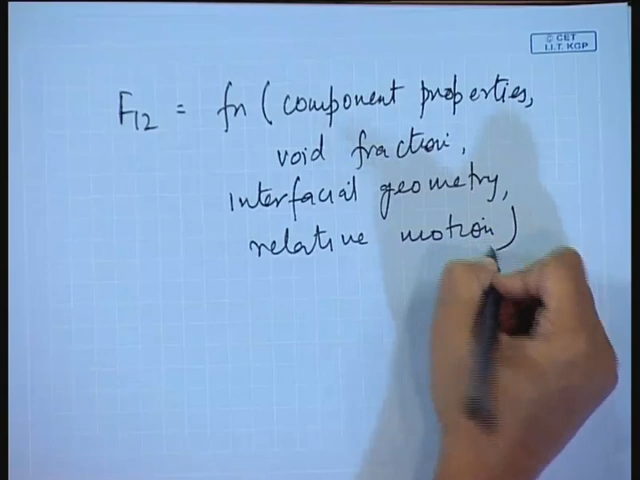 © CET
I.I.T. KGP
F12 = fn ( component properties,
void fraction,
interfacial geometry,
relative motion )